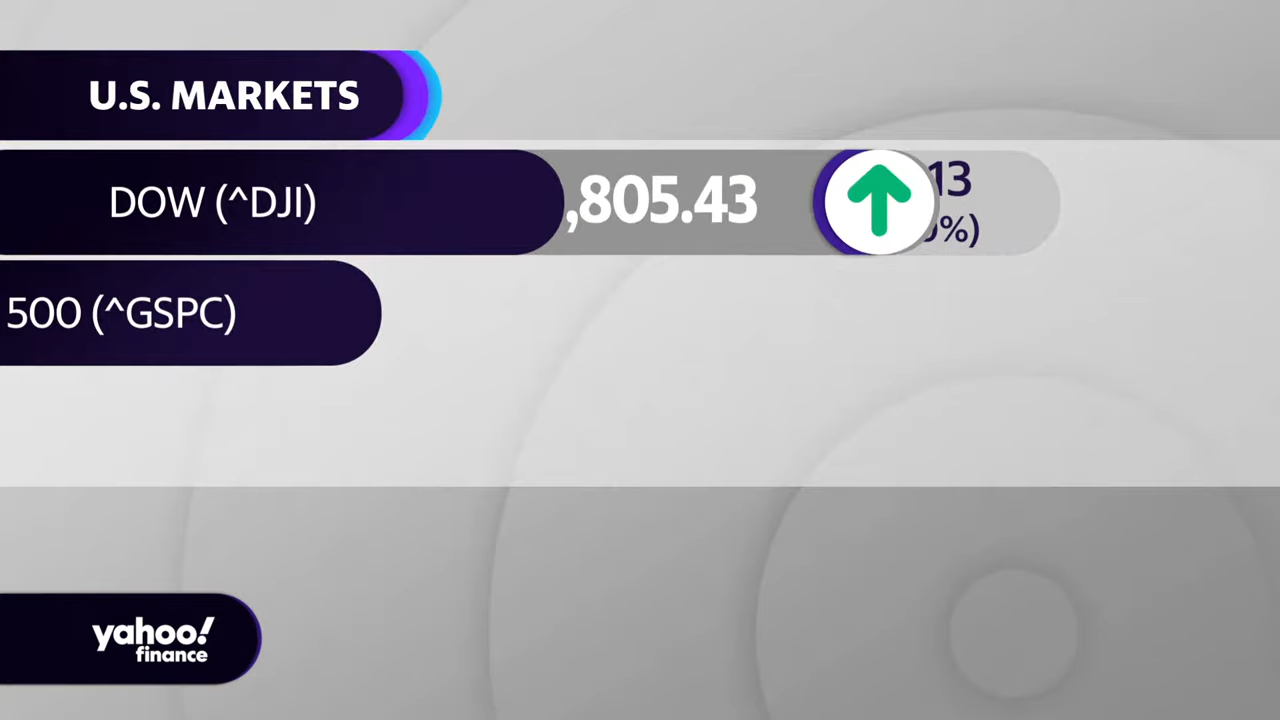 U.S. MARKETS
DOW (^DJI)
,805.43
13
%)
500 (^GSPC)
yahoo!
finance